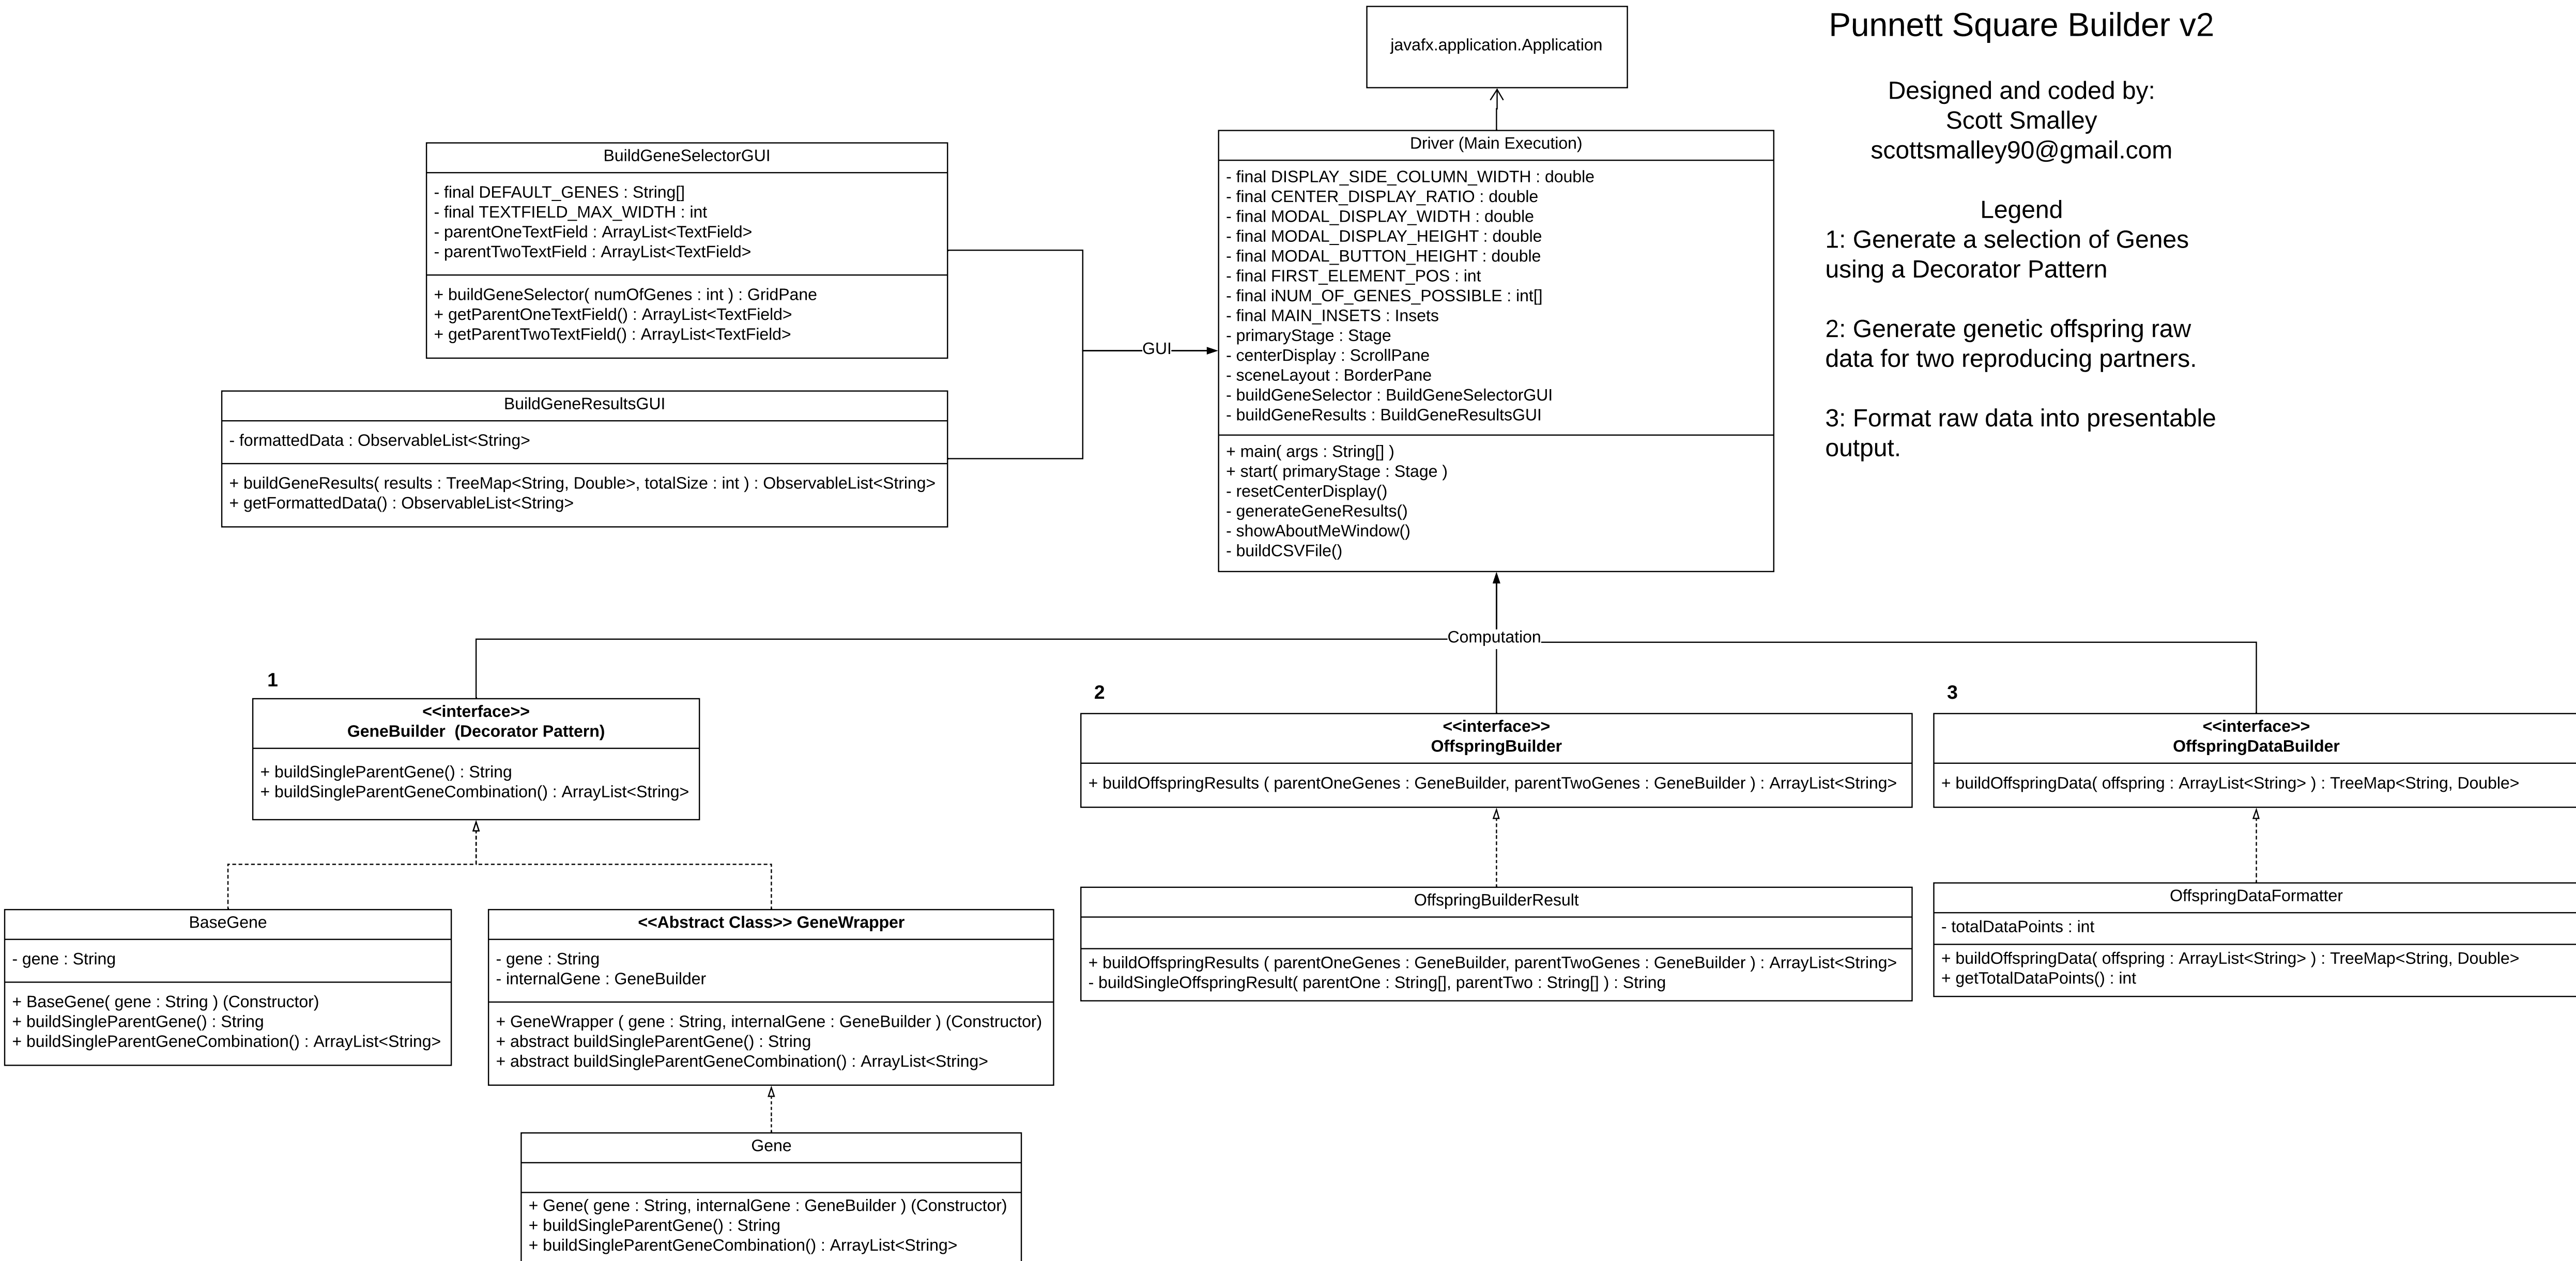 Punnett Square Builder v2
Designed and coded by:
Scott Smalley
scottsmalley90@gmail.com
Legend
1: Generate a selection of Genes
using a Decorator Pattern
2: Generate genetic offspring raw
data for two reproducing partners.
3: Format raw data into presentable
output.
javafx.application.Application
Driver (Main Execution)
- final DISPLAY_SIDE_COLUMN_WIDTH : double
- final CENTER_DISPLAY_RATIO : double
- final MODAL_DISPLAY_WIDTH : double
- final MODAL_DISPLAY_HEIGHT : double
- final MODAL_BUTTON_HEIGHT : double
- final FIRST_ELEMENT_POS : int
- final iNUM_OF_GENES_POSSIBLE : int[]
- final MAIN_INSETS : Insets
- primaryStage : Stage
- centerDisplay : ScrollPane
- sceneLayout : BorderPane
- buildGeneSelector : BuildGeneSelectorGUI
- buildGeneResults : BuildGeneResultsGUI
+ main( args : String[] )
+ start( primaryStage : Stage )
- resetCenterDisplay()
- generateGeneResults()
- showAboutMeWindow()
- buildCSVFile()
BuildGeneSelectorGUI
- final DEFAULT_GENES : String[]
- final TEXTFIELD_MAX_WIDTH : int
- parentOneTextField : ArrayList<TextField>
- parentTwoTextField : ArrayList<TextField>
+ buildGeneSelector( numOfGenes : int ) : GridPane
+ getParentOneTextField() : ArrayList<TextField>
+ getParentTwoTextField() : ArrayList<TextField>
GUI
BuildGeneResultsGUI
- formattedData : ObservableList<String>
+ buildGeneResults( results : TreeMap<String, Double>, totalSize : int ) : ObservableList<String>
+ getFormattedData() : ObservableList<String>
Computation
1
<<interface>>
GeneBuilder  (Decorator Pattern)
+ buildSingleParentGene() : String
+ buildSingleParentGeneCombination() : ArrayList<String>
2
<<interface>>
OffspringBuilder
+ buildOffspringResults ( parentOneGenes : GeneBuilder, parentTwoGenes : GeneBuilder ) : ArrayList<String>
3
<<interface>>
OffspringDataBuilder
+ buildOffspringData( offspring : ArrayList<String> ) : TreeMap<String, Double>
BaseGene
- gene : String
+ BaseGene( gene : String ) (Constructor)
+ buildSingleParentGene() : String
+ buildSingleParentGeneCombination() : ArrayList<String>
<<Abstract Class>> GeneWrapper
- gene : String
- internalGene : GeneBuilder
+ GeneWrapper ( gene : String, internalGene : GeneBuilder ) (Constructor)
+ abstract buildSingleParentGene() : String
+ abstract buildSingleParentGeneCombination() : ArrayList<String>
OffspringBuilderResult
+ buildOffspringResults ( parentOneGenes : GeneBuilder, parentTwoGenes : GeneBuilder ) : ArrayList<String>
- buildSingleOffspringResult( parentOne : String[], parentTwo : String[] ) : String
OffspringDataFormatter
- totalDataPoints : int
+ buildOffspringData( offspring : ArrayList<String> ) : TreeMap<String, Double>
+ getTotalDataPoints() : int
Gene
+ Gene( gene : String, internalGene : GeneBuilder ) (Constructor)
+ buildSingleParentGene() : String
+ buildSingleParentGeneCombination() : ArrayList<String>